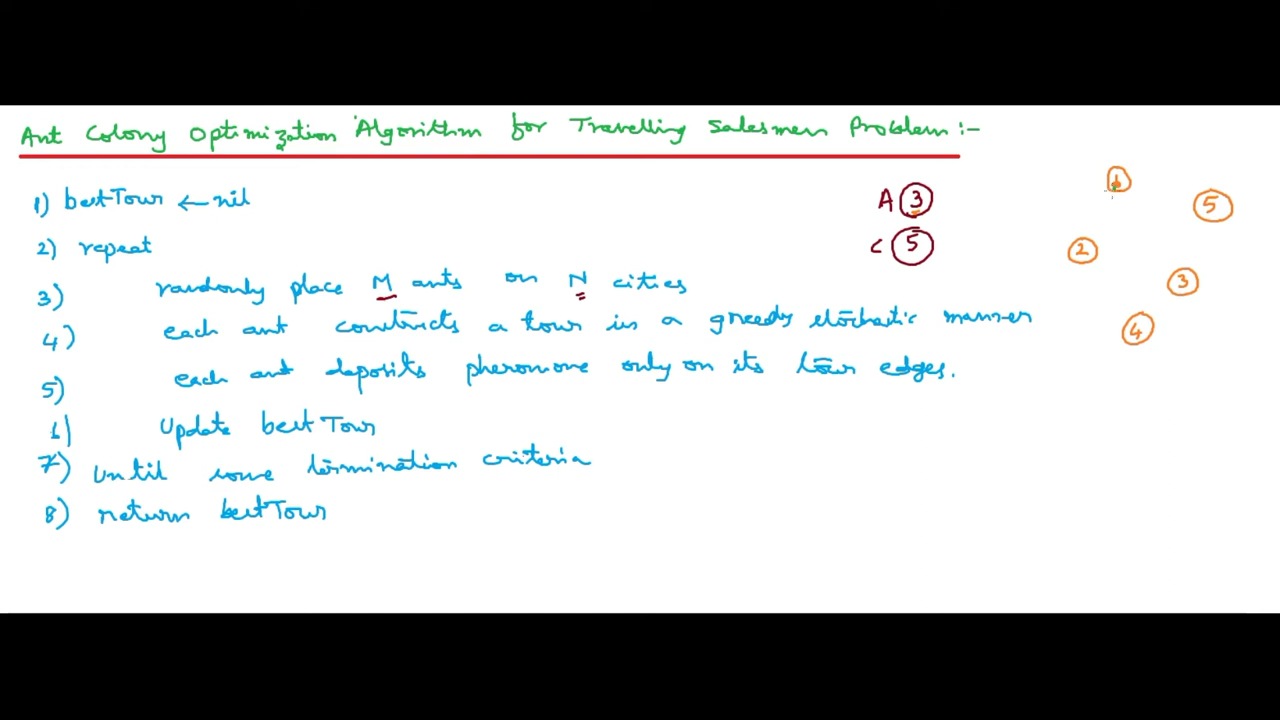 Ant Colony Optimization Algorithm for Travelling Salesmen Problem:-
1) bestTour ← nil
2) repeat
3) randomly place M ants on N cities
4) each ant constructs a tour in a greedy stochastic manner
5) each ant deposits pheromone only on its tour edges.
6) Update bestTour
7) Until some termination criteria
8) return bestTour
A 3
C 5
1
5
2
3
4